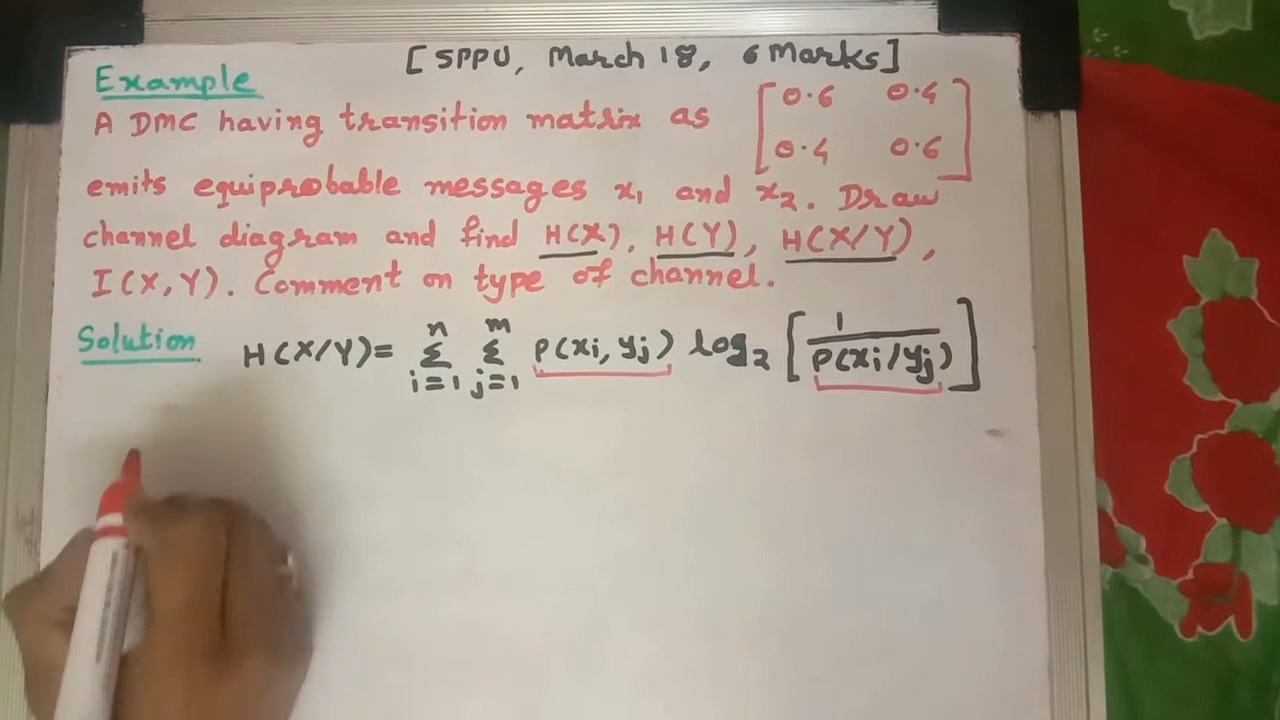 [SPPU, March 18, 6 Marks]
Example
A DMC having transition matrix as [0.6 0.4
0.4 0.6]
emits equiprobable messages x₁ and x₂. Draw
channel diagram and find H(X), H(Y), H(X/Y),
I(X,Y). Comment on type of channel.
Solution H(X/Y)= n Σ i=1 m Σ j=1 P(xi, yj) log₂ [1/P(xi/yj)]